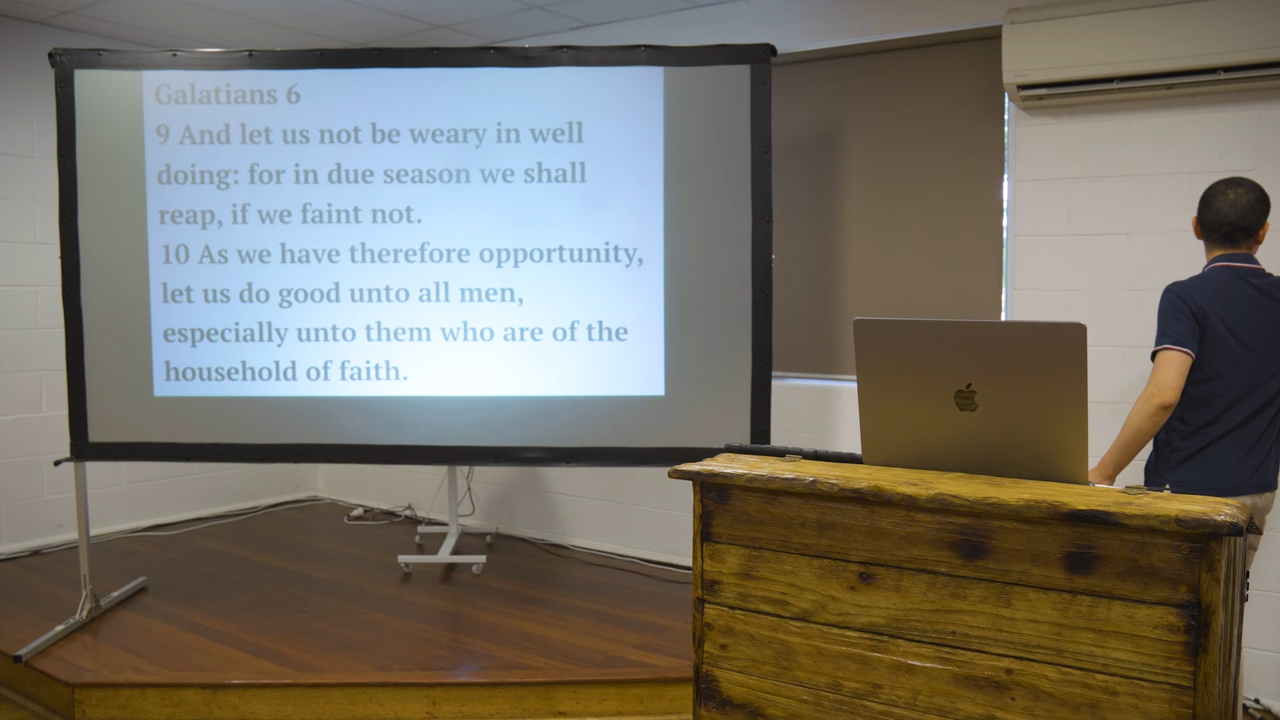 Galatians 6
9 And let us not be weary in well
doing: for in due season we shall
reap, if we faint not.
10 As we have therefore opportunity,
let us do good unto all men,
especially unto them who are of the
household of faith.